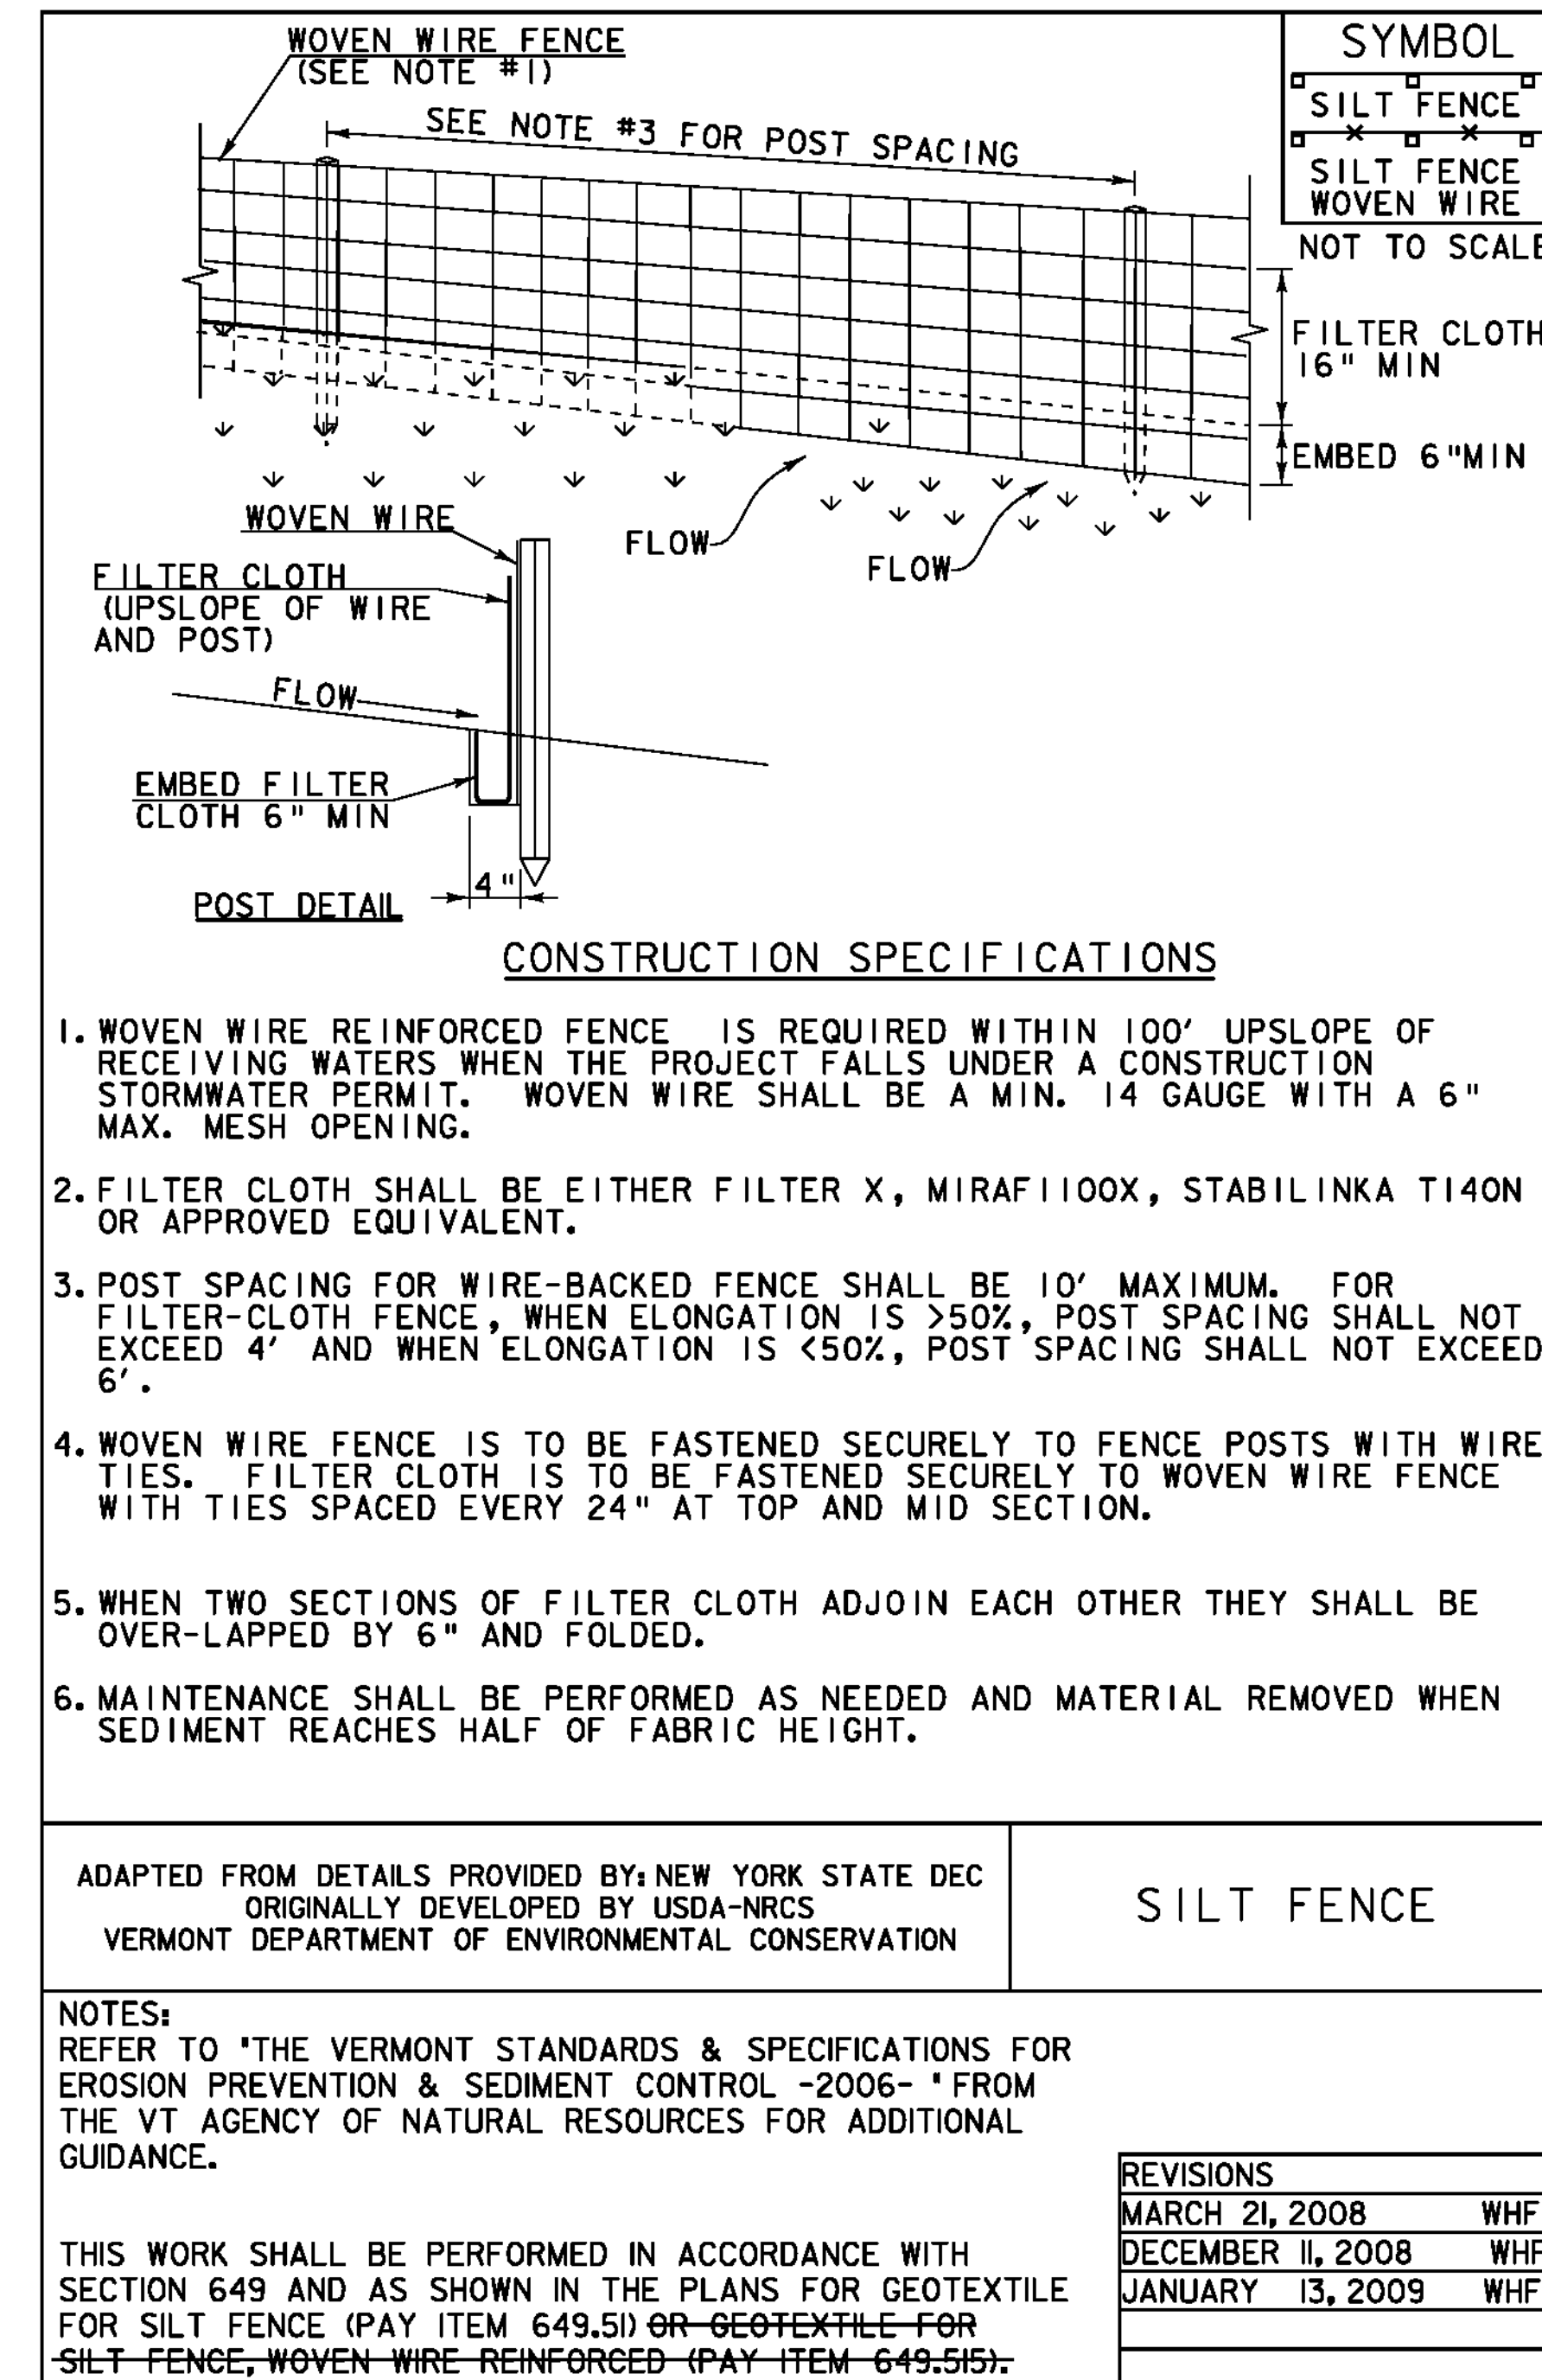 WOVEN WIRE FENCE
(SEE NOTE #1)
SEE NOTE #3 FOR POST SPACING
SYMBOL
SILT FENCE
SILT FENCE
WOVEN WIRE
NOT TO SCALE
FILTER CLOTH
16" MIN
EMBED 6"MIN
FLOW
FLOW
WOVEN WIRE
FILTER CLOTH
(UPSLOPE OF WIRE
AND POST)
FLOW
EMBED FILTER
CLOTH 6" MIN
4"
POST DETAIL
CONSTRUCTION SPECIFICATIONS
1. WOVEN WIRE REINFORCED FENCE IS REQUIRED WITHIN 100' UPSLOPE OF
RECEIVING WATERS WHEN THE PROJECT FALLS UNDER A CONSTRUCTION
STORMWATER PERMIT. WOVEN WIRE SHALL BE A MIN. 14 GAUGE WITH A 6"
MAX. MESH OPENING.
2. FILTER CLOTH SHALL BE EITHER FILTER X, MIRAFI100X, STABILINKA T140N
OR APPROVED EQUIVALENT.
3. POST SPACING FOR WIRE-BACKED FENCE SHALL BE 10' MAXIMUM. FOR
FILTER-CLOTH FENCE, WHEN ELONGATION IS >50%, POST SPACING SHALL NOT
EXCEED 4' AND WHEN ELONGATION IS <50%, POST SPACING SHALL NOT EXCEED
6'.
4. WOVEN WIRE FENCE IS TO BE FASTENED SECURELY TO FENCE POSTS WITH WIRE
TIES. FILTER CLOTH IS TO BE FASTENED SECURELY TO WOVEN WIRE FENCE
WITH TIES SPACED EVERY 24" AT TOP AND MID SECTION.
5. WHEN TWO SECTIONS OF FILTER CLOTH ADJOIN EACH OTHER THEY SHALL BE
OVER-LAPPED BY 6" AND FOLDED.
6. MAINTENANCE SHALL BE PERFORMED AS NEEDED AND MATERIAL REMOVED WHEN
SEDIMENT REACHES HALF OF FABRIC HEIGHT.
ADAPTED FROM DETAILS PROVIDED BY: NEW YORK STATE DEC
ORIGINALLY DEVELOPED BY USDA-NRCS
VERMONT DEPARTMENT OF ENVIRONMENTAL CONSERVATION
SILT FENCE
NOTES:
REFER TO "THE VERMONT STANDARDS & SPECIFICATIONS FOR
EROSION PREVENTION & SEDIMENT CONTROL -2006- " FROM
THE VT AGENCY OF NATURAL RESOURCES FOR ADDITIONAL
GUIDANCE.
THIS WORK SHALL BE PERFORMED IN ACCORDANCE WITH
SECTION 649 AND AS SHOWN IN THE PLANS FOR GEOTEXTILE
FOR SILT FENCE (PAY ITEM 649.51) OR GEOTEXTILE FOR
SILT FENCE, WOVEN WIRE REINFORCED (PAY ITEM 649.515).
REVISIONS
MARCH 21, 2008 WHF
DECEMBER 11, 2008 WHF
JANUARY 13, 2009 WHF